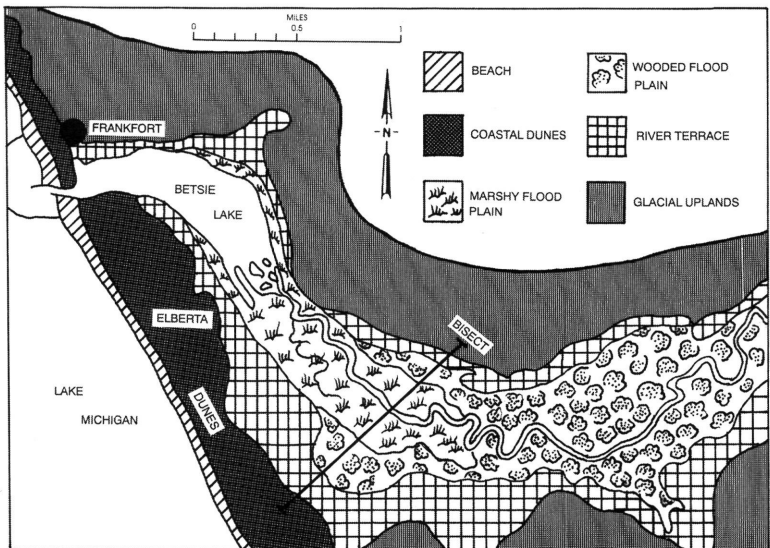 MILES
0 0.5 1
BEACH
WOODED FLOOD
PLAIN
FRANKFORT
N
COASTAL DUNES
RIVER TERRACE
BETSIE
LAKE
MARSHY FLOOD
PLAIN
GLACIAL UPLANDS
ELBERTA
DUNES
BISECT
LAKE
MICHIGAN